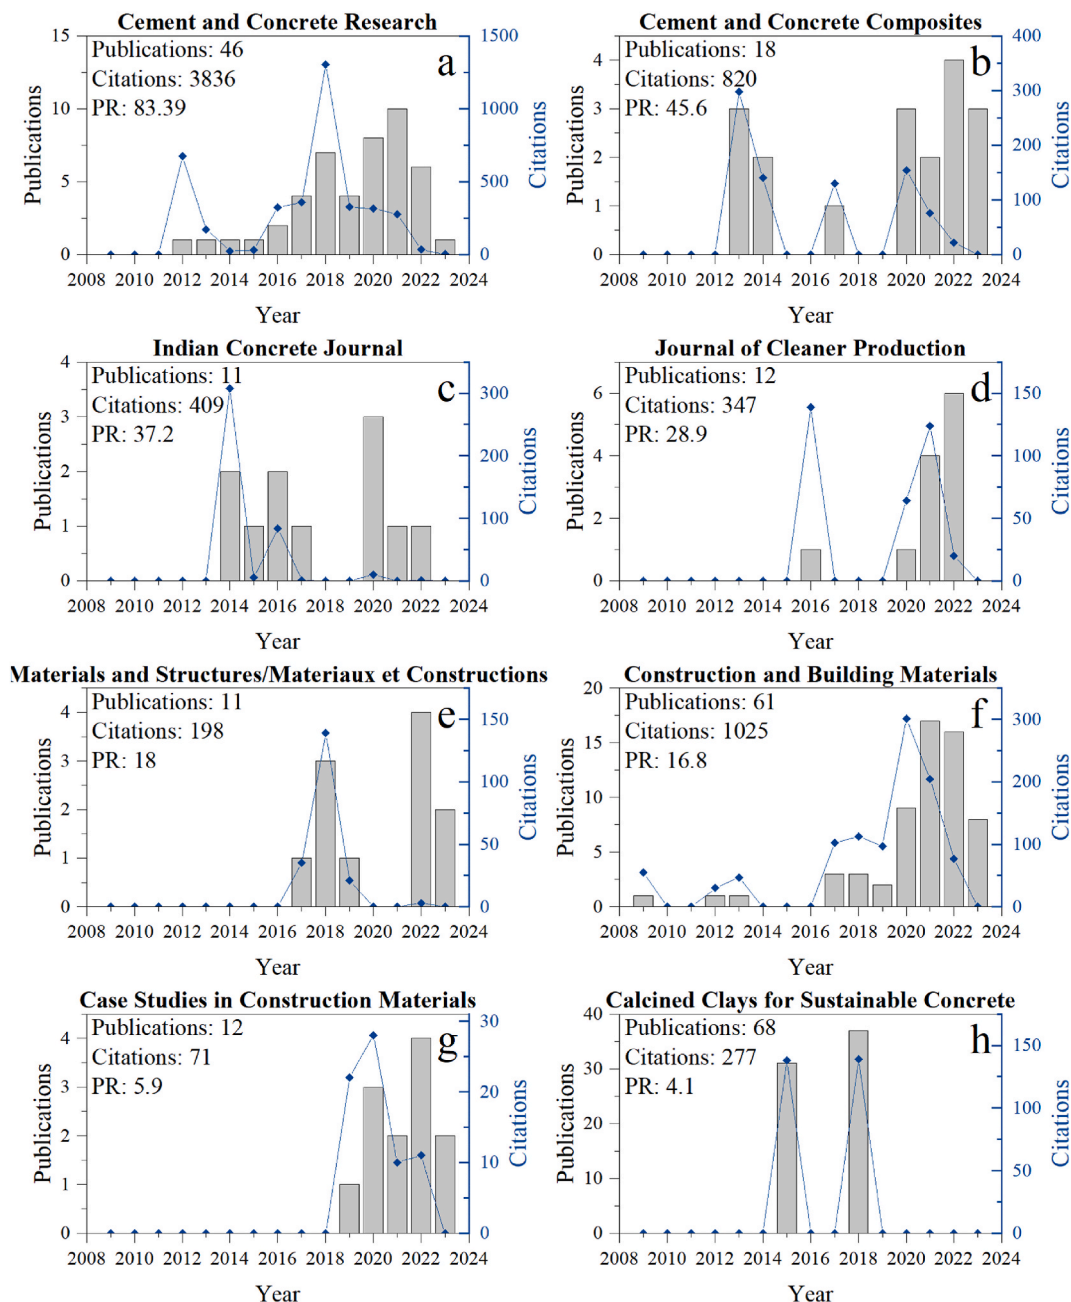 Cement and Concrete Research
Publications: 46
Citations: 3836
PR: 83.39
a
15
10
5
0
1500
1000
500
0
Publications
Citations
2008 2010 2012 2014 2016 2018 2020 2022 2024
Year
Cement and Concrete Composites
Publications: 18
Citations: 820
PR: 45.6
b
4
3
2
1
0
400
300
200
100
0
Publications
Citations
2008 2010 2012 2014 2016 2018 2020 2022 2024
Year
Indian Concrete Journal
Publications: 11
Citations: 409
PR: 37.2
c
4
3
2
1
0
300
200
100
0
Publications
Citations
2008 2010 2012 2014 2016 2018 2020 2022 2024
Year
Journal of Cleaner Production
Publications: 12
Citations: 347
PR: 28.9
d
6
4
2
0
150
100
50
0
Publications
Citations
2008 2010 2012 2014 2016 2018 2020 2022 2024
Year
Materials and Structures/Materiaux et Constructions
Publications: 11
Citations: 198
PR: 18
e
4
3
2
1
0
150
100
50
0
Publications
Citations
2008 2010 2012 2014 2016 2018 2020 2022 2024
Year
Construction and Building Materials
Publications: 61
Citations: 1025
PR: 16.8
f
20
15
10
5
0
300
200
100
0
Publications
Citations
2008 2010 2012 2014 2016 2018 2020 2022 2024
Year
Case Studies in Construction Materials
Publications: 12
Citations: 71
PR: 5.9
g
4
3
2
1
0
30
20
10
0
Publications
Citations
2008 2010 2012 2014 2016 2018 2020 2022 2024
Year
Calcined Clays for Sustainable Concrete
Publications: 68
Citations: 277
PR: 4.1
h
40
30
20
10
0
150
100
50
0
Publications
Citations
2008 2010 2012 2014 2016 2018 2020 2022 2024
Year